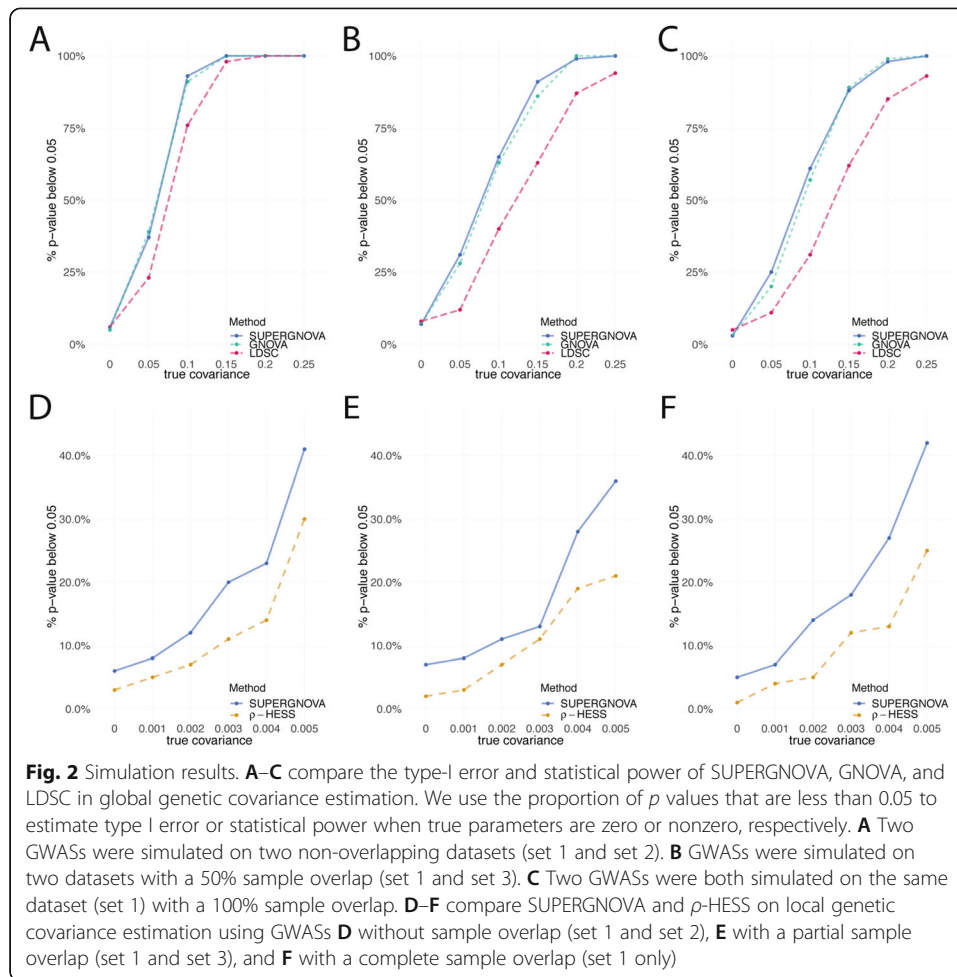 A
100%
75%
50%
25%
0%
% p-value below 0.05
Method
SUPERGNOVA
GNOVA
LDSC
0 0.05 0.1 0.15 0.2 0.25
true covariance
B
100%
75%
50%
25%
0%
% p-value below 0.05
Method
SUPERGNOVA
GNOVA
LDSC
0 0.05 0.1 0.15 0.2 0.25
true covariance
C
100%
75%
50%
25%
0%
% p-value below 0.05
Method
SUPERGNOVA
GNOVA
LDSC
0 0.05 0.1 0.15 0.2 0.25
true covariance
D
40.0%
30.0%
20.0%
10.0%
0.0%
% p-value below 0.05
Method
SUPERGNOVA
ρ-HESS
0 0.001 0.002 0.003 0.004 0.005
true covariance
E
40.0%
30.0%
20.0%
10.0%
0.0%
% p-value below 0.05
Method
SUPERGNOVA
ρ-HESS
0 0.001 0.002 0.003 0.004 0.005
true covariance
F
40.0%
30.0%
20.0%
10.0%
0.0%
% p-value below 0.05
Method
SUPERGNOVA
ρ-HESS
0 0.001 0.002 0.003 0.004 0.005
true covariance
Fig. 2 Simulation results. A–C compare the type-I error and statistical power of SUPERGNOVA, GNOVA, and
LDSC in global genetic covariance estimation. We use the proportion of p values that are less than 0.05 to
estimate type I error or statistical power when true parameters are zero or nonzero, respectively. A Two
GWASs were simulated on two non-overlapping datasets (set 1 and set 2). B GWASs were simulated on
two datasets with a 50% sample overlap (set 1 and set 3). C Two GWASs were both simulated on the same
dataset (set 1) with a 100% sample overlap. D–F compare SUPERGNOVA and ρ-HESS on local genetic
covariance estimation using GWASs D without sample overlap (set 1 and set 2), E with a partial sample
overlap (set 1 and set 3), and F with a complete sample overlap (set 1 only)